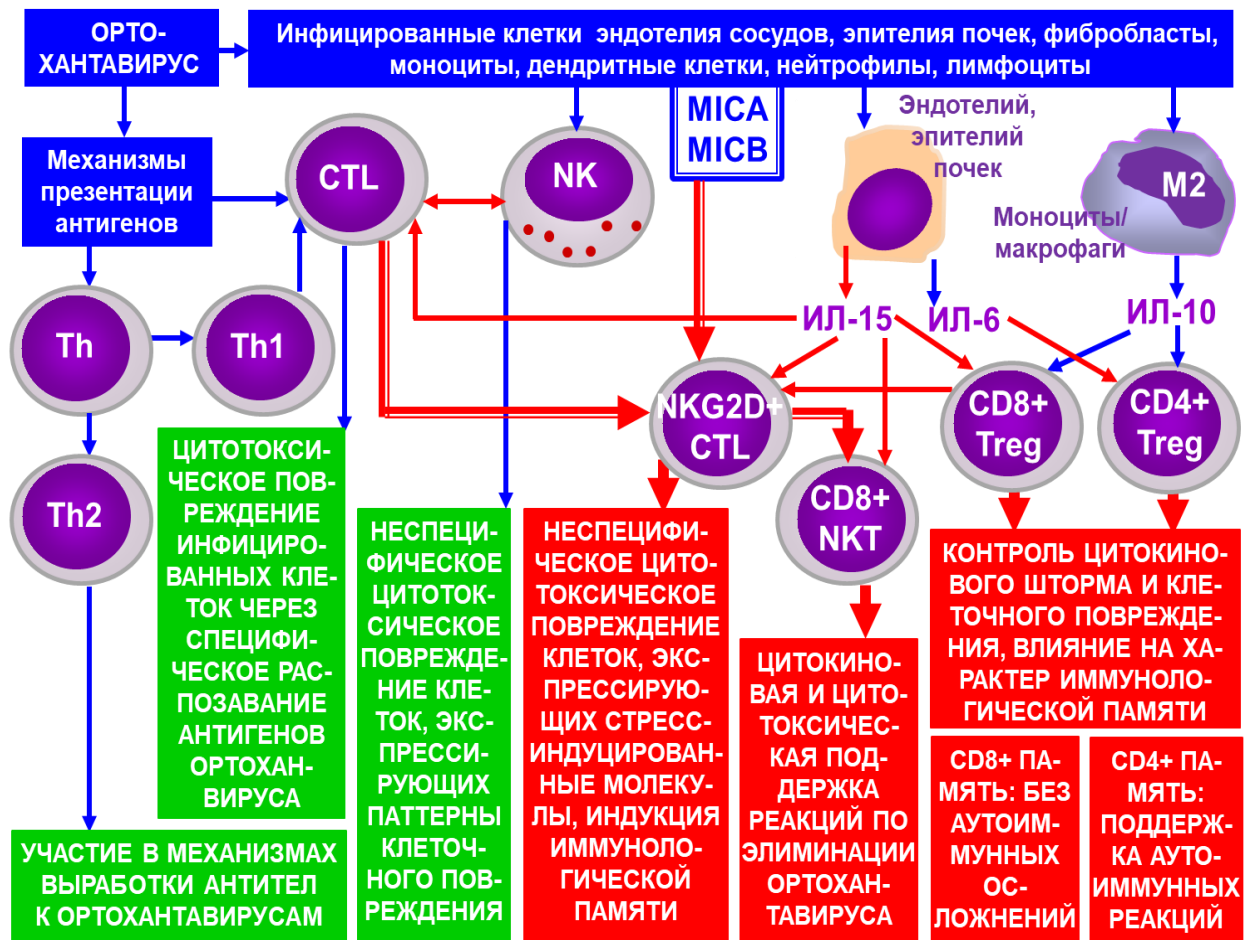 ОРТО-
ХАНТАВИРУС
Инфицированные клетки эндотелия сосудов, эпителия почек, фибробласты,
моноциты, дендритные клетки, нейтрофилы, лимфоциты
Механизмы
презентации
антигенов
CTL
NK
MICA
MICB
Эндотелий,
эпителий
почек
M2
Моноциты/
макрофаги
Th
Th1
ИЛ-15
ИЛ-6
ИЛ-10
NKG2D+
CTL
CD8+
Treg
CD4+
Treg
Th2
CD8+
NKT
ЦИТОТОКСИ-
ЧЕСКОЕ ПОВ-
РЕЖДЕНИЕ
ИНФИЦИРО-
ВАННЫХ КЛЕ-
ТОК ЧЕРЕЗ
СПЕЦИФИ-
ЧЕСКОЕ РАС-
ПОЗАВАНИЕ
АНТИГЕНОВ
ОРТОХАН-
ВИРУСА
НЕСПЕЦИ-
ФИЧЕСКОЕ
ЦИТОТОК-
СИЧЕСКОЕ
ПОВРЕЖДЕ-
НИЕ КЛЕ-
ТОК, ЭКС-
ПРЕССИ-
РУЮЩИХ
ПАТТЕРНЫ
КЛЕТОЧ-
НОГО ПОВ-
РЕЖДЕНИЯ
НЕСПЕЦИФИ-
ЧЕСКОЕ ЦИТО-
ТОКСИЧЕСКОЕ
ПОВРЕЖДЕНИЕ
КЛЕТОК, ЭКС-
ПРЕССИРУЮ-
ЩИХ СТРЕСС-
ИНДУЦИРОВАН-
НЫЕ МОЛЕКУ-
ЛЫ, ИНДУКЦИЯ
ИММУНОЛО-
ГИЧЕСКОЙ
ПАМЯТИ
ЦИТОКИНО-
ВАЯ И ЦИТО-
ТОКСИЧЕС-
КАЯ ПОД-
ДЕРЖКА
РЕАКЦИЙ ПО
ЭЛИМИНАЦИИ
ОРТОХАН-
ТАВИРУСА
КОНТРОЛЬ ЦИТОКИНО-
ВОГО ШТОРМА И КЛЕ-
ТОЧНОГО ПОВРЕЖДЕ-
НИЯ, ВЛИЯНИЕ НА ХА-
РАКТЕР ИММУНОЛО-
ГИЧЕСКОЙ ПАМЯТИ
CD8+ ПА-
МЯТЬ: БЕЗ
АУТОИМ-
МУННЫХ
ОС-
ЛОЖНЕНИЙ
CD4+ ПА-
МЯТЬ:
ПОДДЕРЖ-
КА АУТО-
ИММУННЫХ
РЕАКЦИЙ
УЧАСТИЕ В МЕХАНИЗМАХ
ВЫРАБОТКИ АНТИТЕЛ
К ОРТОХАНТАВИРУСАМ